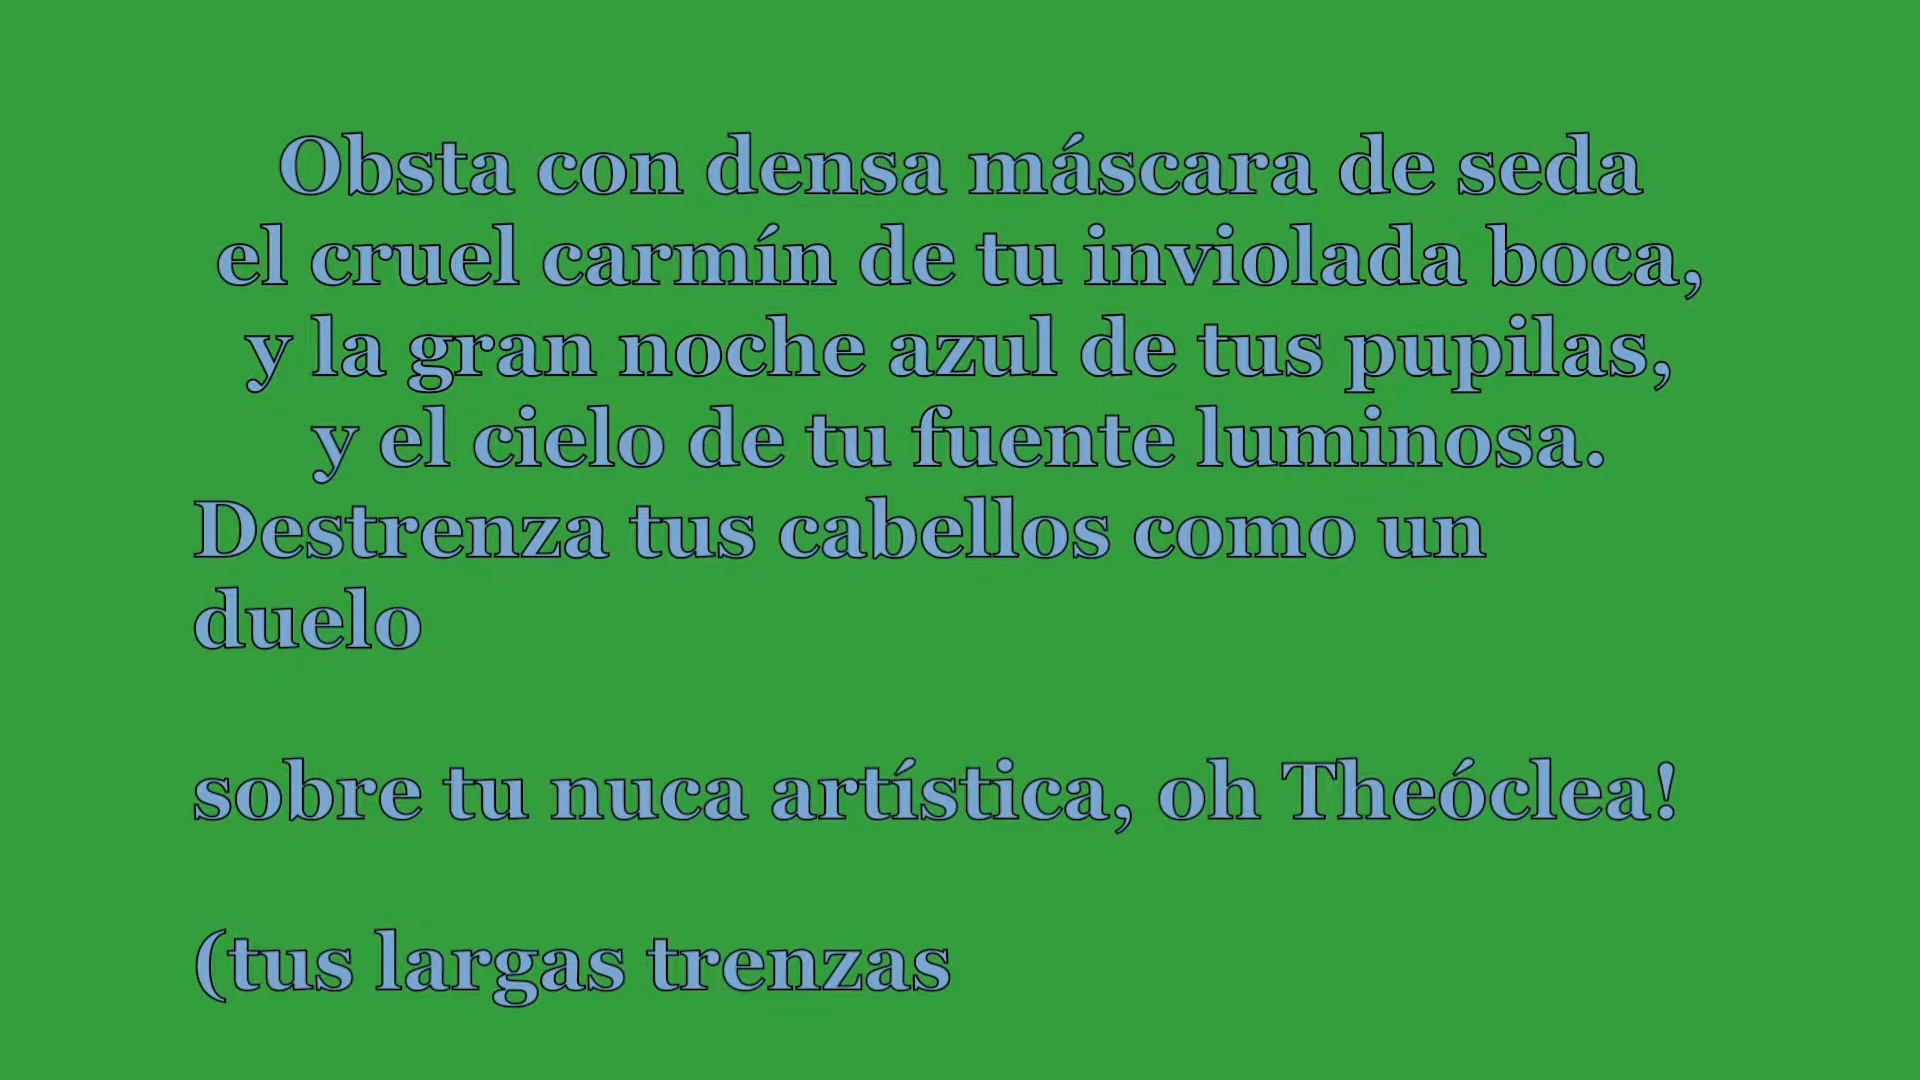 Obsta con densa máscara de seda
el cruel carmín de tu inviolada boca,
y la gran noche azul de tus pupilas,
y el cielo de tu fuente luminosa.
Destrenza tus cabellos como un
duelo
sobre tu nuca artística, oh Theóclea!
(tus largas trenzas